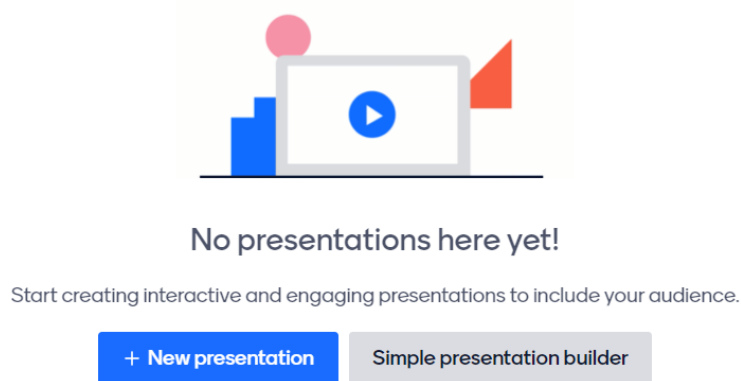 No presentations here yet!
Start creating interactive and engaging presentations to include your audience.
+ New presentation
Simple presentation builder